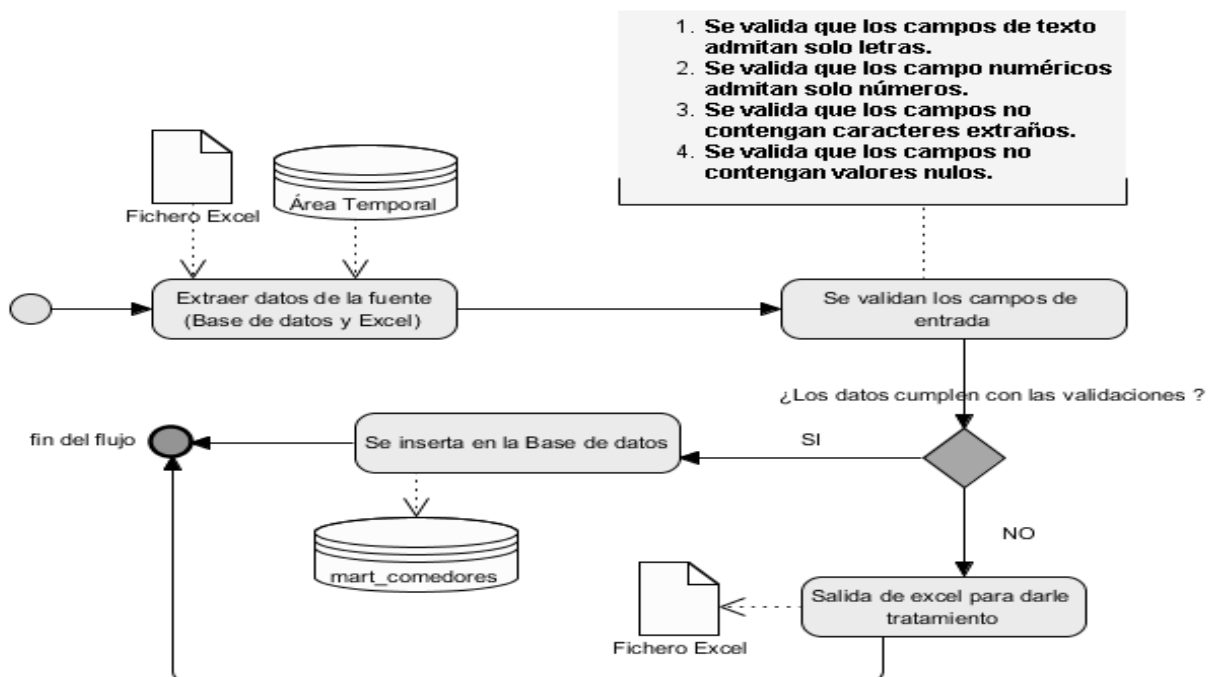 1. Se valida que los campos de texto
admitan solo letras.
2. Se valida que los campo numéricos
admitan solo números.
3. Se valida que los campos no
contengan caracteres extraños.
4. Se valida que los campos no
contengan valores nulos.
Fichero Excel
Área Temporal
Extraer datos de la fuente
(Base de datos y Excel)
Se validan los campos de
entrada
¿Los datos cumplen con las validaciones ?
fin del flujo
Se inserta en la Base de datos
SI
mart_comedores
NO
Salida de excel para darle
tratamiento
Fichero Excel